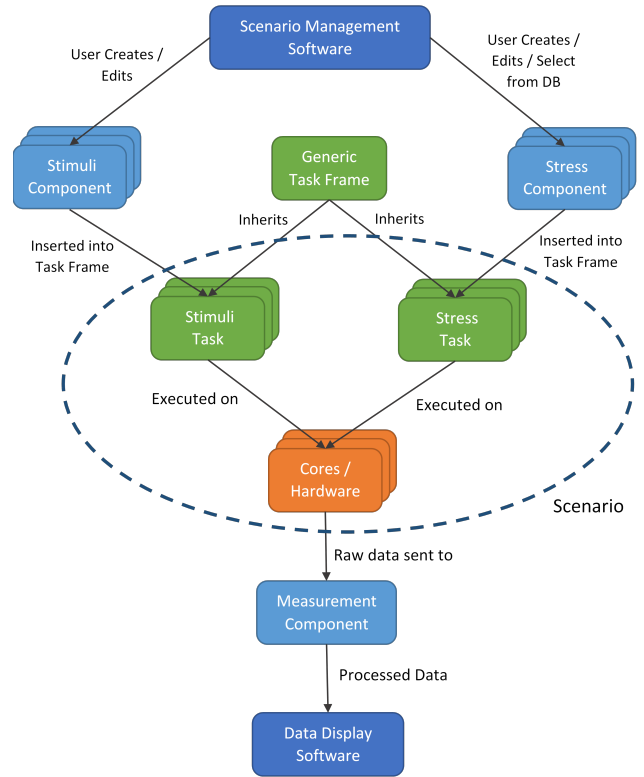 Scenario Management
Software
User Creates /
Edits
User Creates /
Edits / Select
from DB
Stimuli
Component
Generic
Task Frame
Stress
Component
Inherits
Inherits
Inserted into
Task Frame
Inserted into
Task Frame
Stimuli
Task
Stress
Task
Executed on
Executed on
Cores /
Hardware
Scenario
Raw data sent to
Measurement
Component
Processed Data
Data Display
Software